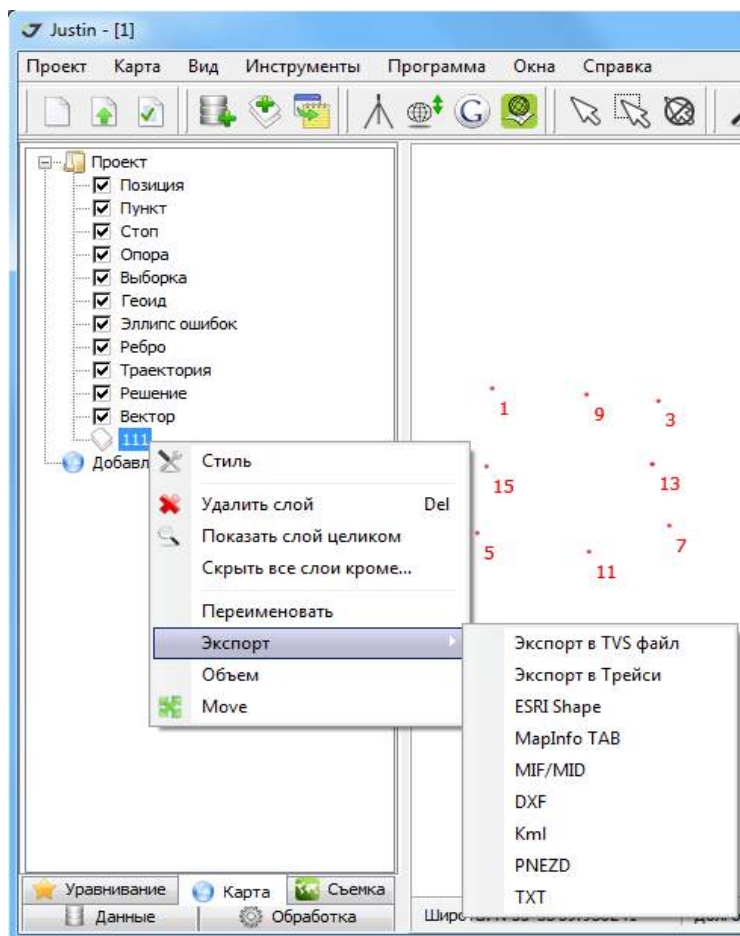 Justin - [1]
Проект Карта Вид Инструменты Программа Окна Справка
G
Проект
Позиция
Пункт
Стоп
Опора
Выборка
Геоид
Эллипс ошибок
Ребро
Траектория
Решение
Вектор
111
Добавл
Стиль
Удалить слой Del
Показать слой целиком
Скрыть все слои кроме...
Переименовать
Экспорт
Объем
Move
Экспорт в TVS файл
Экспорт в Трейси
ESRI Shape
MapInfo TAB
MIF/MID
DXF
Kml
PNEZD
TXT
1 9 3
15 13
5 11 7
Уравнивание Карта Съемка
Данные Обработка